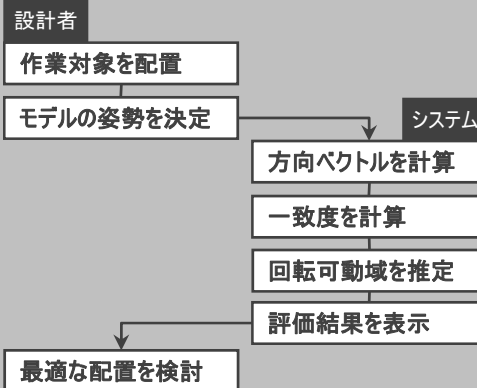 設計者
作業対象を配置
モデルの姿勢を決定
システム
方向ベクトルを計算
一致度を計算
回転可動域を推定
評価結果を表示
最適な配置を検討